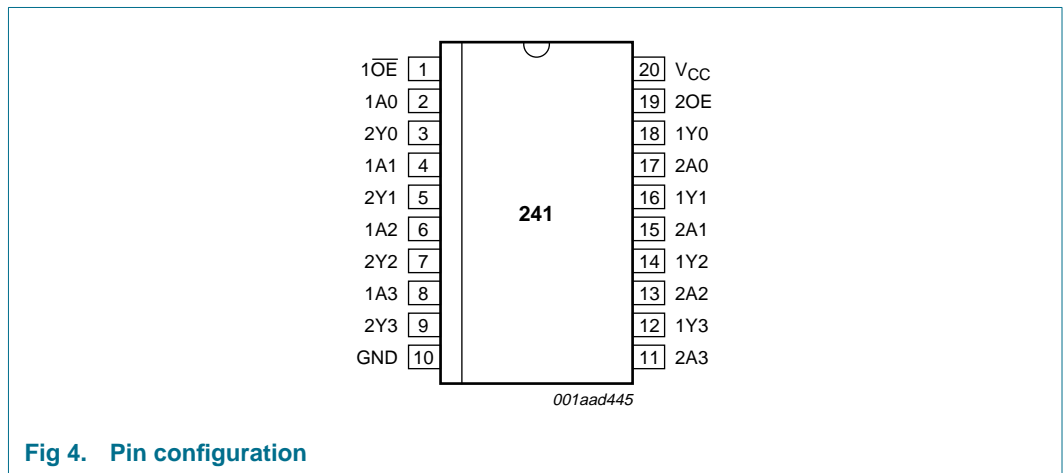 1O̅E̅ 1 20 VCC
1A0 2 19 2OE
2Y0 3 18 1Y0
1A1 4 17 2A0
2Y1 5 16 1Y1
241
1A2 6 15 2A1
2Y2 7 14 1Y2
1A3 8 13 2A2
2Y3 9 12 1Y3
GND 10 11 2A3
001aad445
Fig 4. Pin configuration